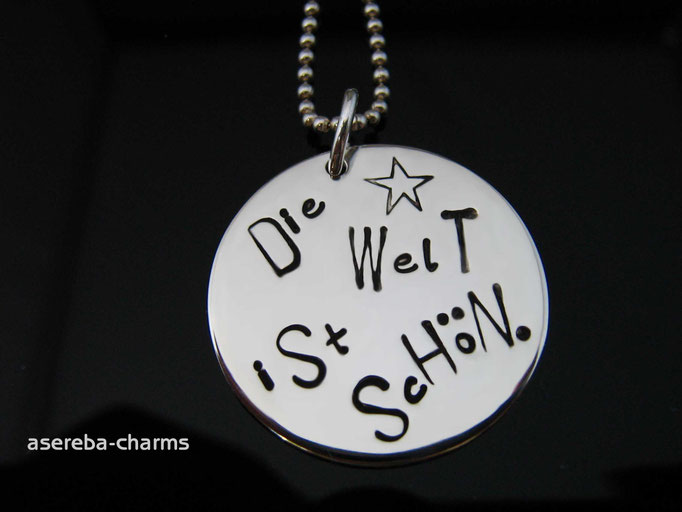 Die
WelT
iSt
ScHöN.
asereba-charms